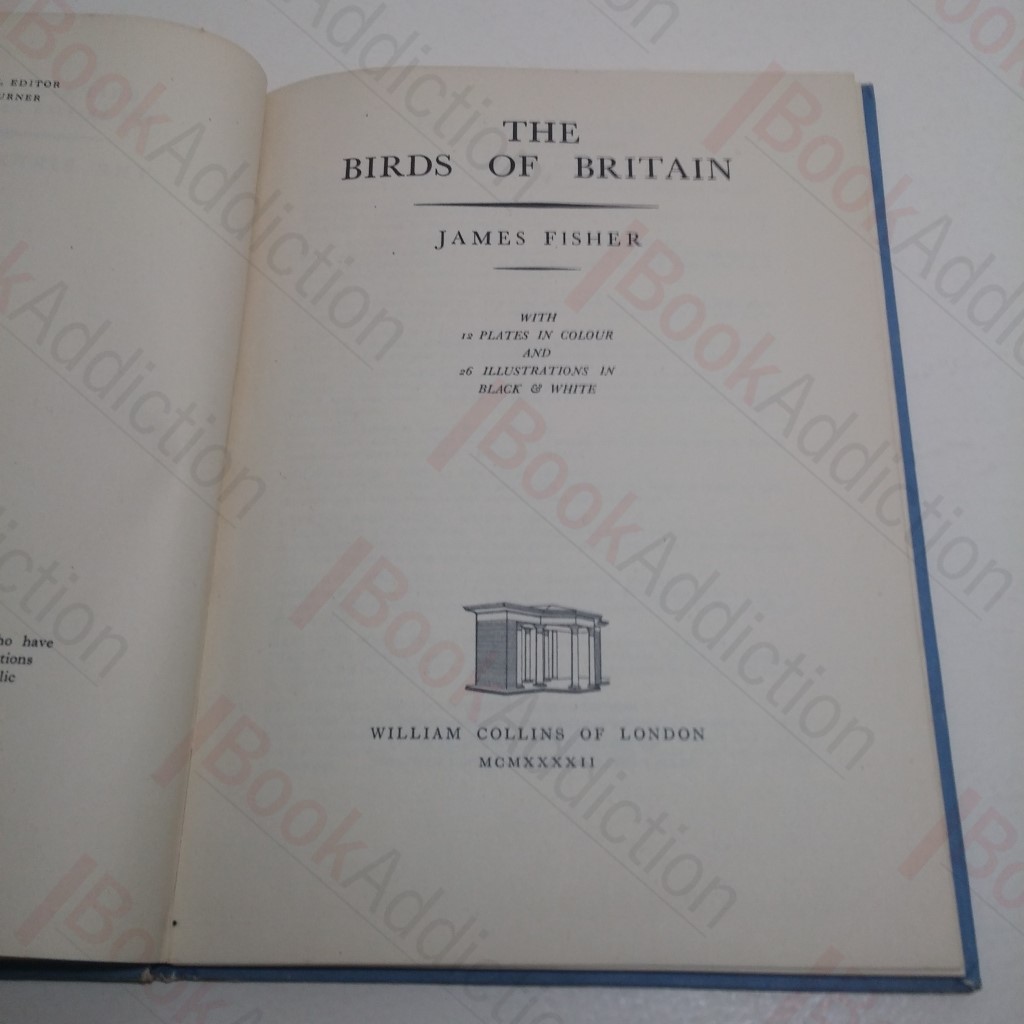 EDITOR
URNER
ho have
tions
lic
THE
BIRDS OF BRITAIN
JAMES FISHER
WITH
12 PLATES IN COLOUR
AND
26 ILLUSTRATIONS IN
BLACK & WHITE
WILLIAM COLLINS OF LONDON
MCMXXXXII
BookAddiction